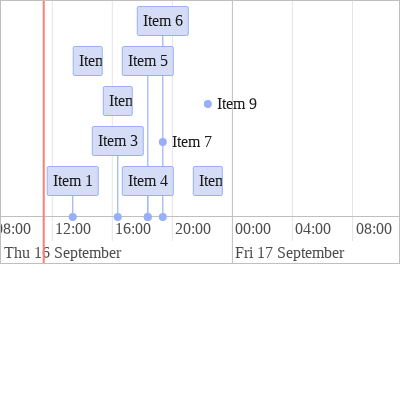 Item 6
Item Item 5
Item
Item 9
Item 3
Item 7
Item 1 Item 4 Item
08:00 12:00 16:00 20:00 00:00 04:00 08:00
Thu 16 September Fri 17 September